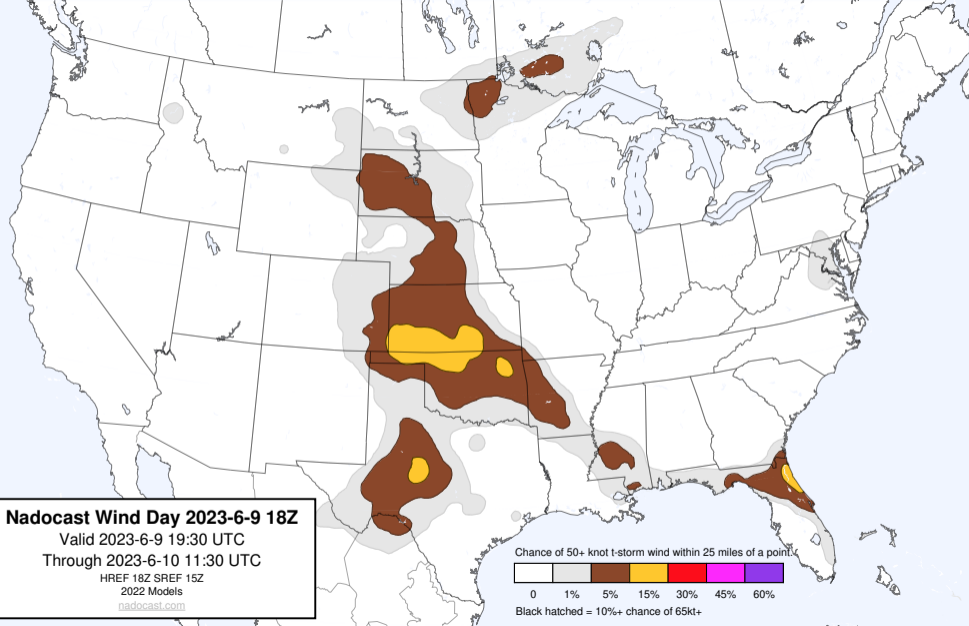 Nadocast Wind Day 2023-6-9 18Z
Valid 2023-6-9 19:30 UTC
Through 2023-6-10 11:30 UTC
HREF 18Z SREF 15Z
2022 Models
nadocast.com
Chance of 50+ knot t-storm wind within 25 miles of a point.
0 1% 5% 15% 30% 45% 60%
Black hatched = 10%+ chance of 65kt+